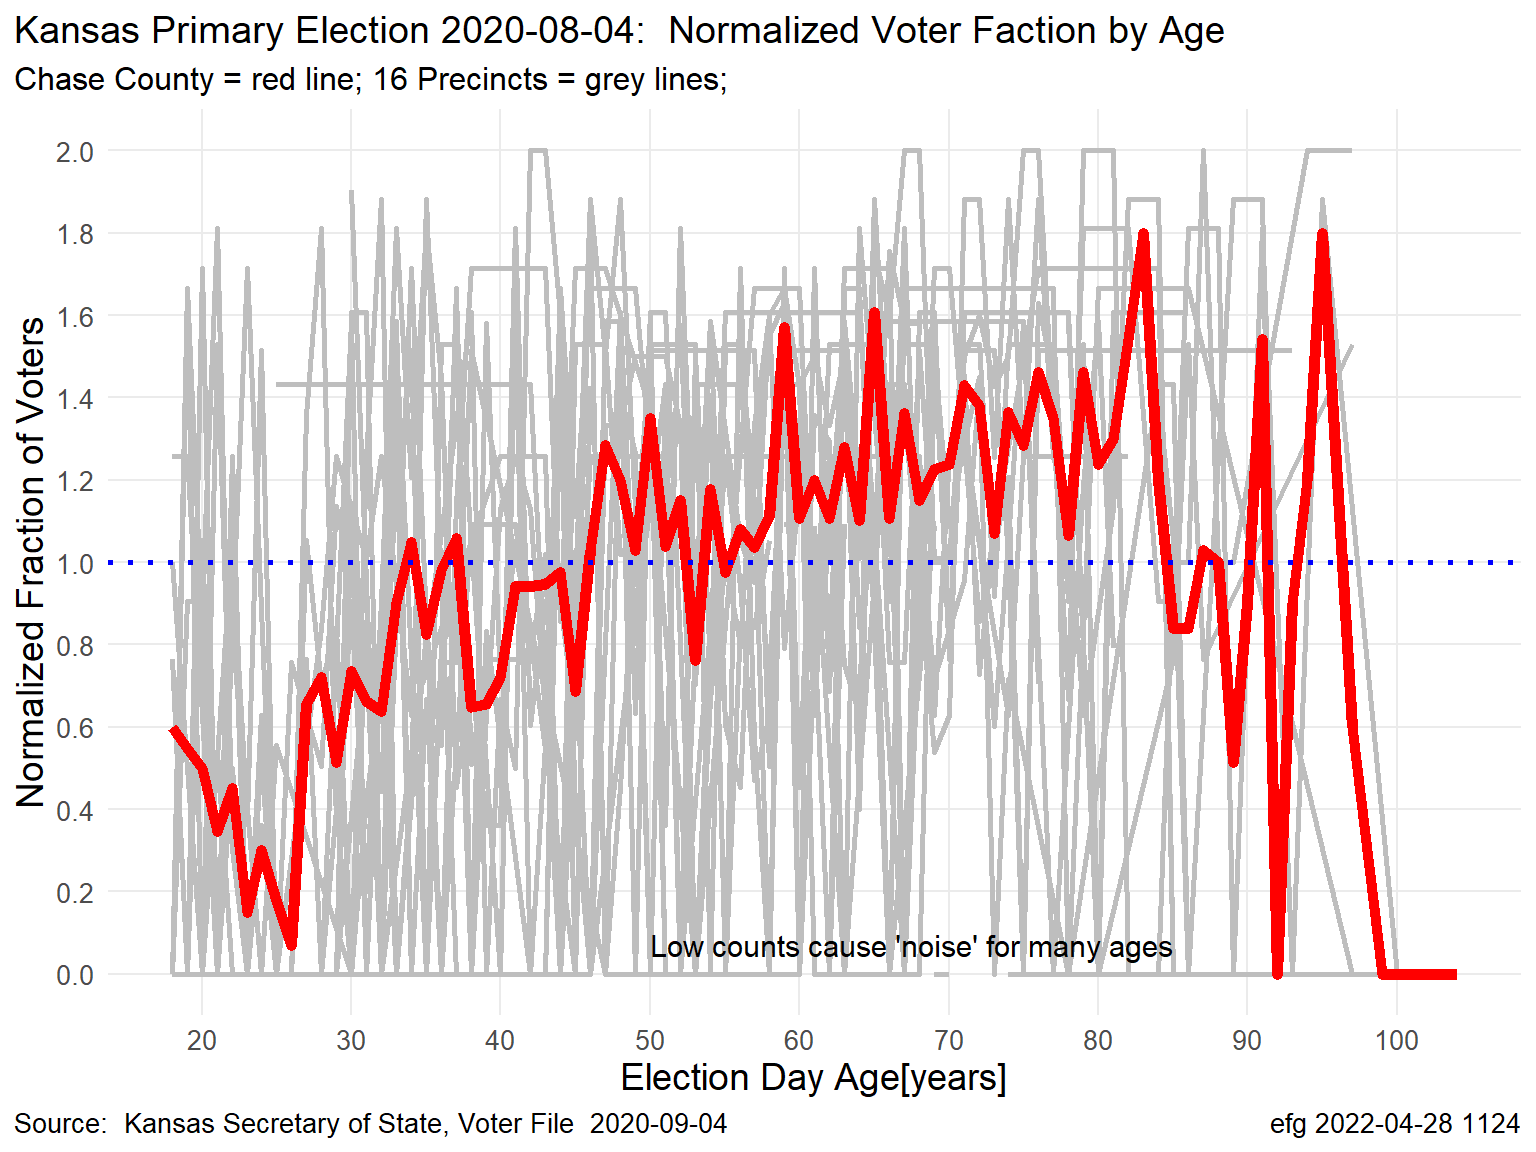 Kansas Primary Election 2020-08-04:  Normalized Voter Faction by Age
Chase County = red line; 16 Precincts = grey lines;
Normalized Fraction of Voters
2.0
1.8
1.6
1.4
1.2
1.0
0.8
0.6
0.4
0.2
0.0
Low counts cause 'noise' for many ages
20 30 40 50 60 70 80 90 100
Election Day Age[years]
Source:  Kansas Secretary of State, Voter File  2020-09-04
efg 2022-04-28 1124